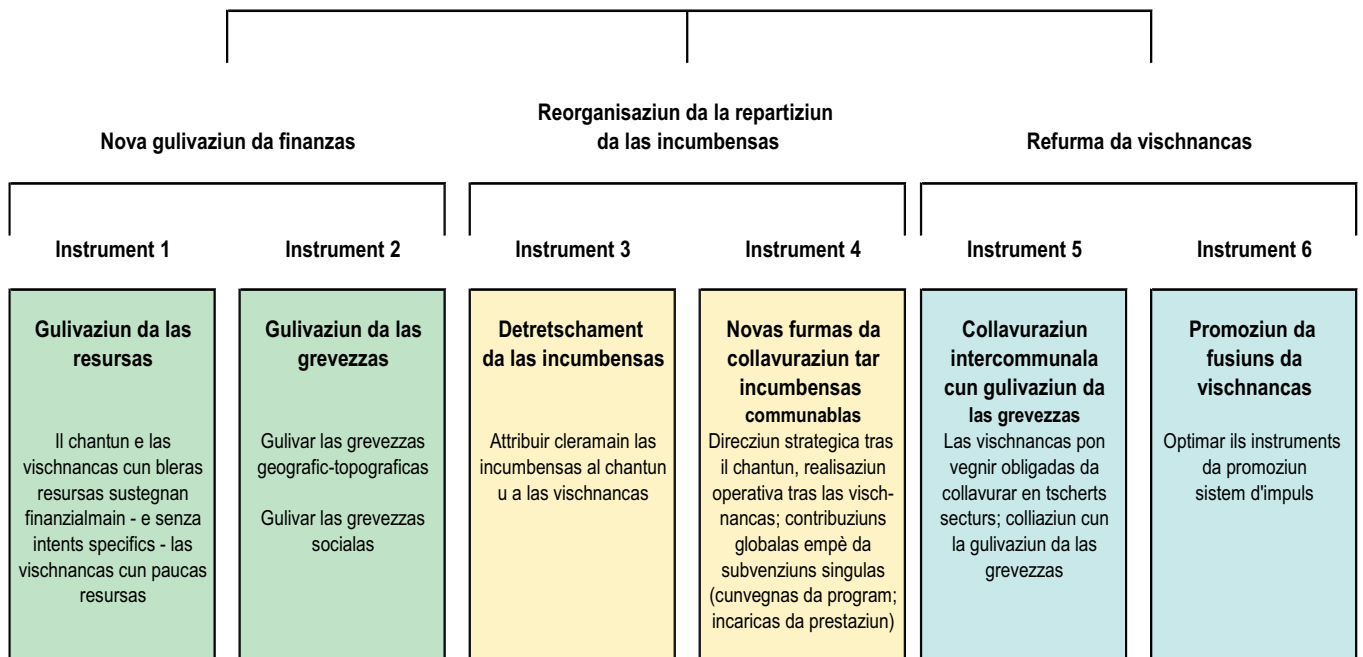 Nova gulivaziun da finanzas
Reorganisaziun da la repartiziun
da las incumbensas
Refurma da vischnancas
Instrument 1
Instrument 2
Instrument 3
Instrument 4
Instrument 5
Instrument 6
Gulivaziun da las
resursas
Il chantun e las
vischnancas cun bleras
resursas sustegnan
finanzialmain - e senza
intents specifics - las
vischnancas cun paucas
resursas
Gulivaziun da las
grevezzas
Gulivar las grevezzas
geografic-topograficas
Gulivar las grevezzas
socialas
Detretschament
da las incumbensas
Attribuir cleramain las
incumbensas al chantun
u a las vischnancas
Novas furmas da
collavuraziun tar
incumbensas
communablas
Direcziun strategica tras
il chantun, realisaziun
operativa tras las visch-
nancas; contribuziuns
globalas empè da
subvenziuns singulas
(cunvegnas da program;
incaricas da prestaziun)
Collavuraziun
intercommunala
cun gulivaziun da
las grevezzas
Las vischnancas pon
vegnir obligadas da
collavurar en tscherts
secturs; colliaziun cun
la gulivaziun da las
grevezzas
Promoziun da
fusiuns da
vischnancas
Optimar ils instruments
da promoziun
sistem d'impuls